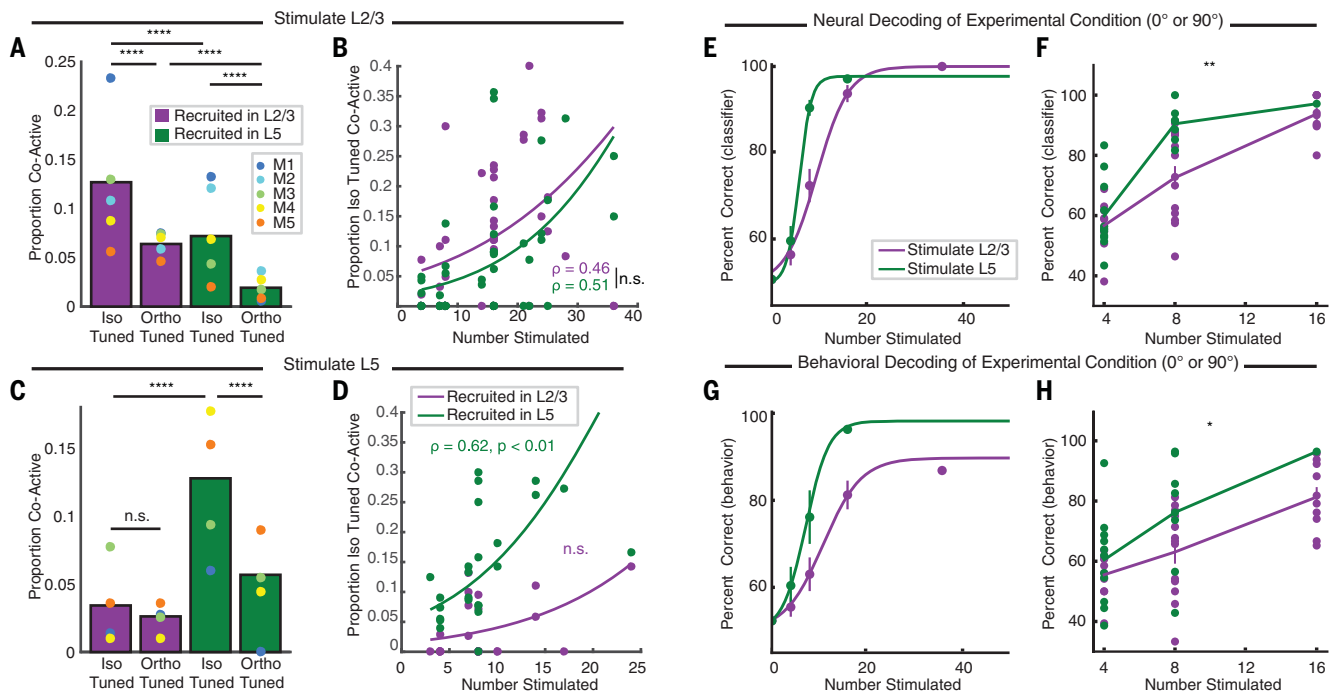 Stimulate L2/3
A
****
****
****
****
0.25
0.2
0.15
0.1
0.05
0
Proportion Co-Active
Recruited in L2/3
Recruited in L5
M1
M2
M3
M4
M5
Iso Tuned
Ortho Tuned
Iso Tuned
Ortho Tuned
B
0.4
0.35
0.3
0.25
0.2
0.15
0.1
0.05
0
Proportion Iso Tuned Co-Active
ρ = 0.46
ρ = 0.51
n.s.
0 10 20 30 40
Number Stimulated
Neural Decoding of Experimental Condition (0° or 90°)
E
100
80
60
Percent Correct (classifier)
Stimulate L2/3
Stimulate L5
0 20 40
Number Stimulated
F
**
100
80
60
40
Percent Correct (classifier)
4 8 12 16
Number Stimulated
Stimulate L5
C
****
****
n.s.
0.15
0.1
0.05
0
Proportion Co-Active
Iso Tuned
Ortho Tuned
Iso Tuned
Ortho Tuned
D
Recruited in L2/3
Recruited in L5
ρ = 0.62, p < 0.01
n.s.
0.4
0.35
0.3
0.25
0.2
0.15
0.1
0.05
0
Proportion Iso Tuned Co-Active
0 5 10 15 20 25
Number Stimulated
Behavioral Decoding of Experimental Condition (0° or 90°)
G
100
80
60
Percent Correct (behavior)
0 20 40
Number Stimulated
H
*
100
80
60
40
Percent Correct (behavior)
4 8 12 16
Number Stimulated